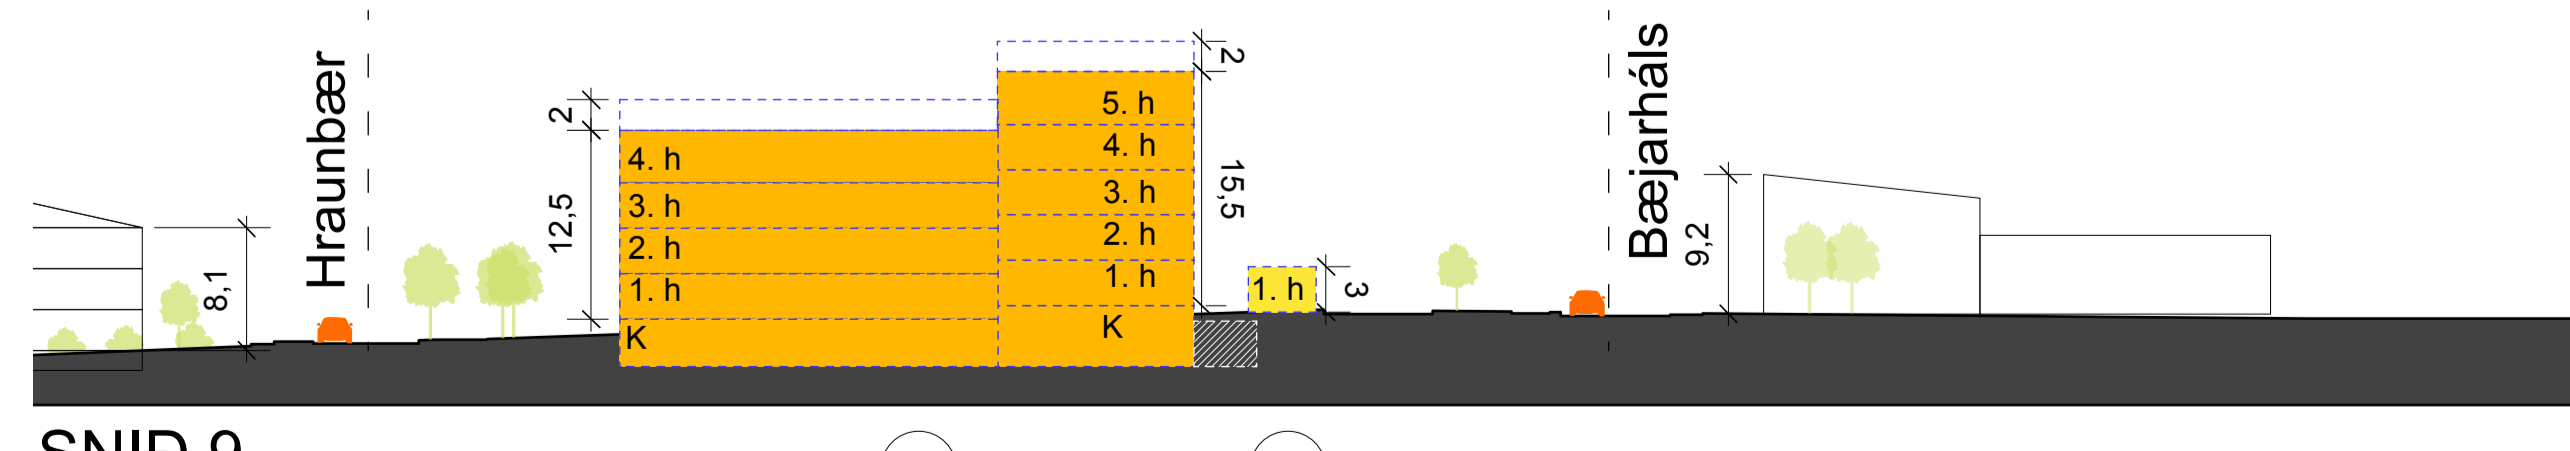 8,1
Hraunbær
2
12,5
4. h
3. h
2. h
1. h
K
5. h
4. h
3. h
2. h
1. h
K
2
15,5
1. h
3
Bæjarháls
9,2